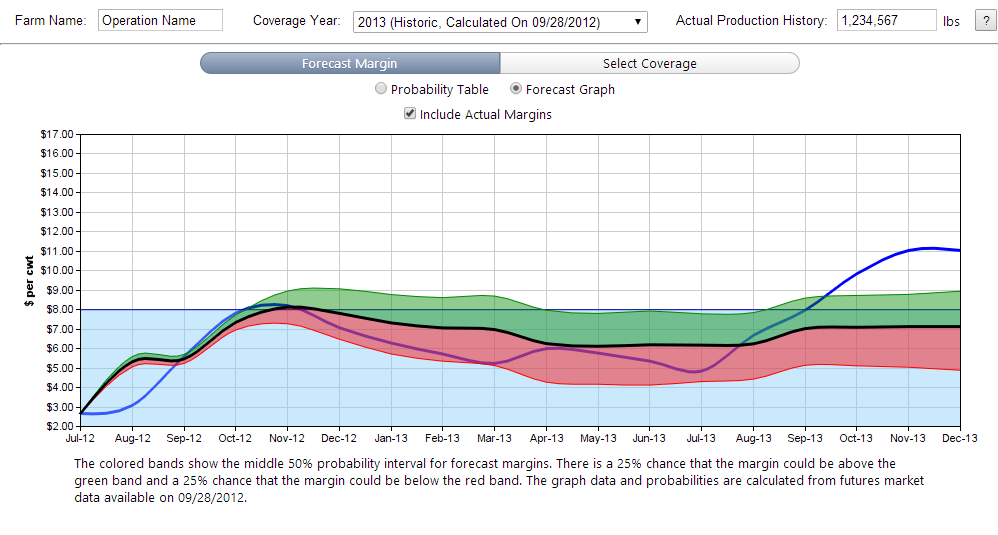 Farm Name: Operation Name Coverage Year: 2013 (Historic, Calculated On 09/28/2012) Actual Production History: 1,234,567 lbs ?
Forecast Margin Select Coverage
Probability Table Forecast Graph
Include Actual Margins
$ per cwt
$17.00
$16.00
$15.00
$14.00
$13.00
$12.00
$11.00
$10.00
$9.00
$8.00
$7.00
$6.00
$5.00
$4.00
$3.00
$2.00
Jul-12 Aug-12 Sep-12 Oct-12 Nov-12 Dec-12 Jan-13 Feb-13 Mar-13 Apr-13 May-13 Jun-13 Jul-13 Aug-13 Sep-13 Oct-13 Nov-13 Dec-13
The colored bands show the middle 50% probability interval for forecast margins. There is a 25% chance that the margin could be above the
green band and a 25% chance that the margin could be below the red band. The graph data and probabilities are calculated from futures market
data available on 09/28/2012.